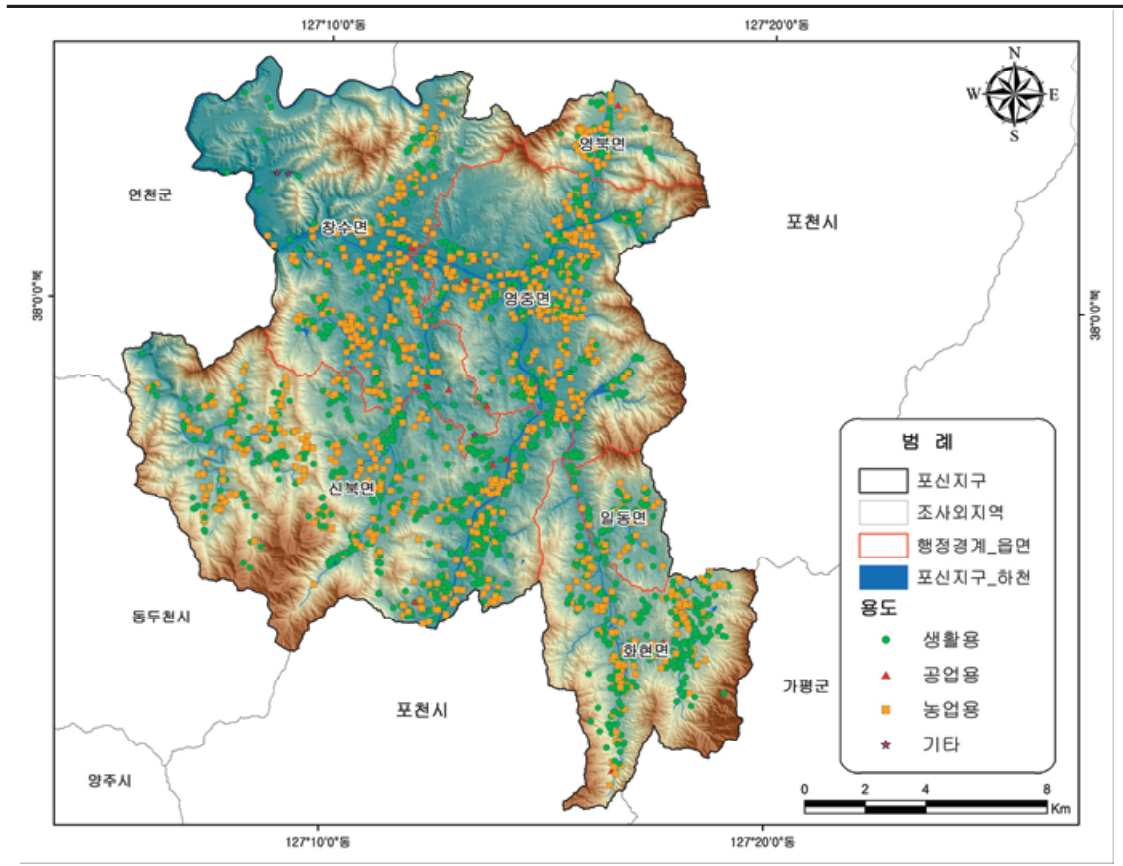 127°10'0"동
127°20'0"동
N
W
E
S
영북면
연천군
창수면
포천시
38°0'0"북
영중면
38°0'0"북
범 례
포신지구
조사외지역
행정경계_읍면
포신지구_하천
용도
생활용
공업용
농업용
기타
신북면
일동면
동두천시
화현면
가평군
포천시
양주시
0 2 4 8
Km
127°10'0"동
127°20'0"동